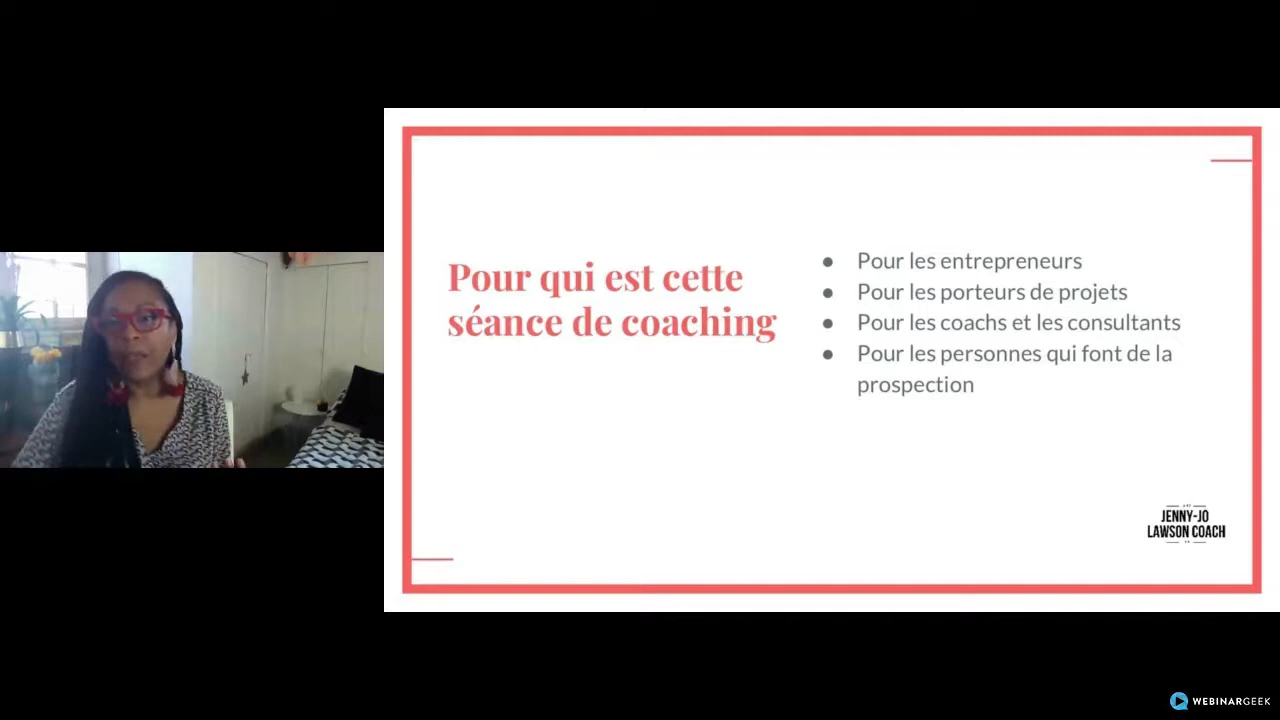 Pour qui est cette
séance de coaching
● Pour les entrepreneurs
● Pour les porteurs de projets
● Pour les coachs et les consultants
● Pour les personnes qui font de la
prospection
JENNY-JO
LAWSON COACH
WEBINARGEEK